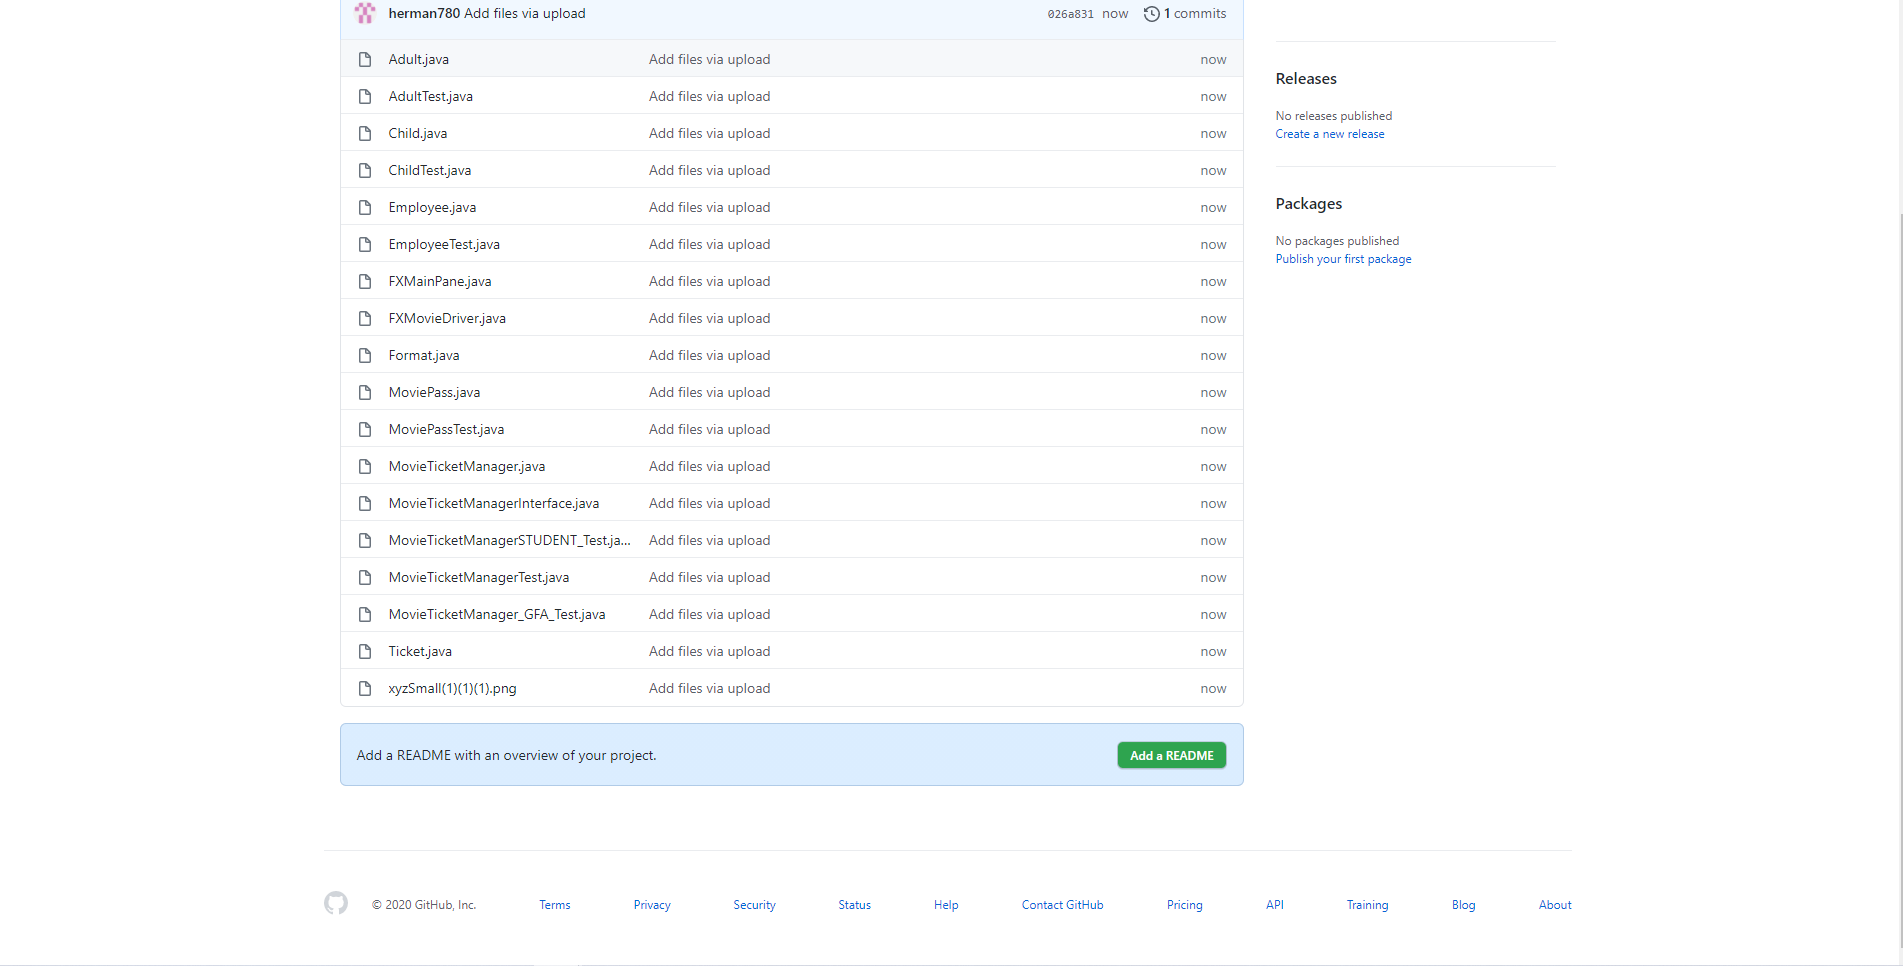 herman780 Add files via upload 026a831 now 1 commits
Adult.java Add files via upload now
AdultTest.java Add files via upload now
Child.java Add files via upload now
ChildTest.java Add files via upload now
Employee.java Add files via upload now
EmployeeTest.java Add files via upload now
FXMainPane.java Add files via upload now
FXMovieDriver.java Add files via upload now
Format.java Add files via upload now
MoviePass.java Add files via upload now
MoviePassTest.java Add files via upload now
MovieTicketManager.java Add files via upload now
MovieTicketManagerInterface.java Add files via upload now
MovieTicketManagerSTUDENT_Test.ja... Add files via upload now
MovieTicketManagerTest.java Add files via upload now
MovieTicketManager_GFA_Test.java Add files via upload now
Ticket.java Add files via upload now
xyzSmall(1)(1)(1).png Add files via upload now
Add a README with an overview of your project. Add a README
Releases
No releases published
Create a new release
Packages
No packages published
Publish your first package
© 2020 GitHub, Inc. Terms Privacy Security Status Help Contact GitHub Pricing API Training Blog About